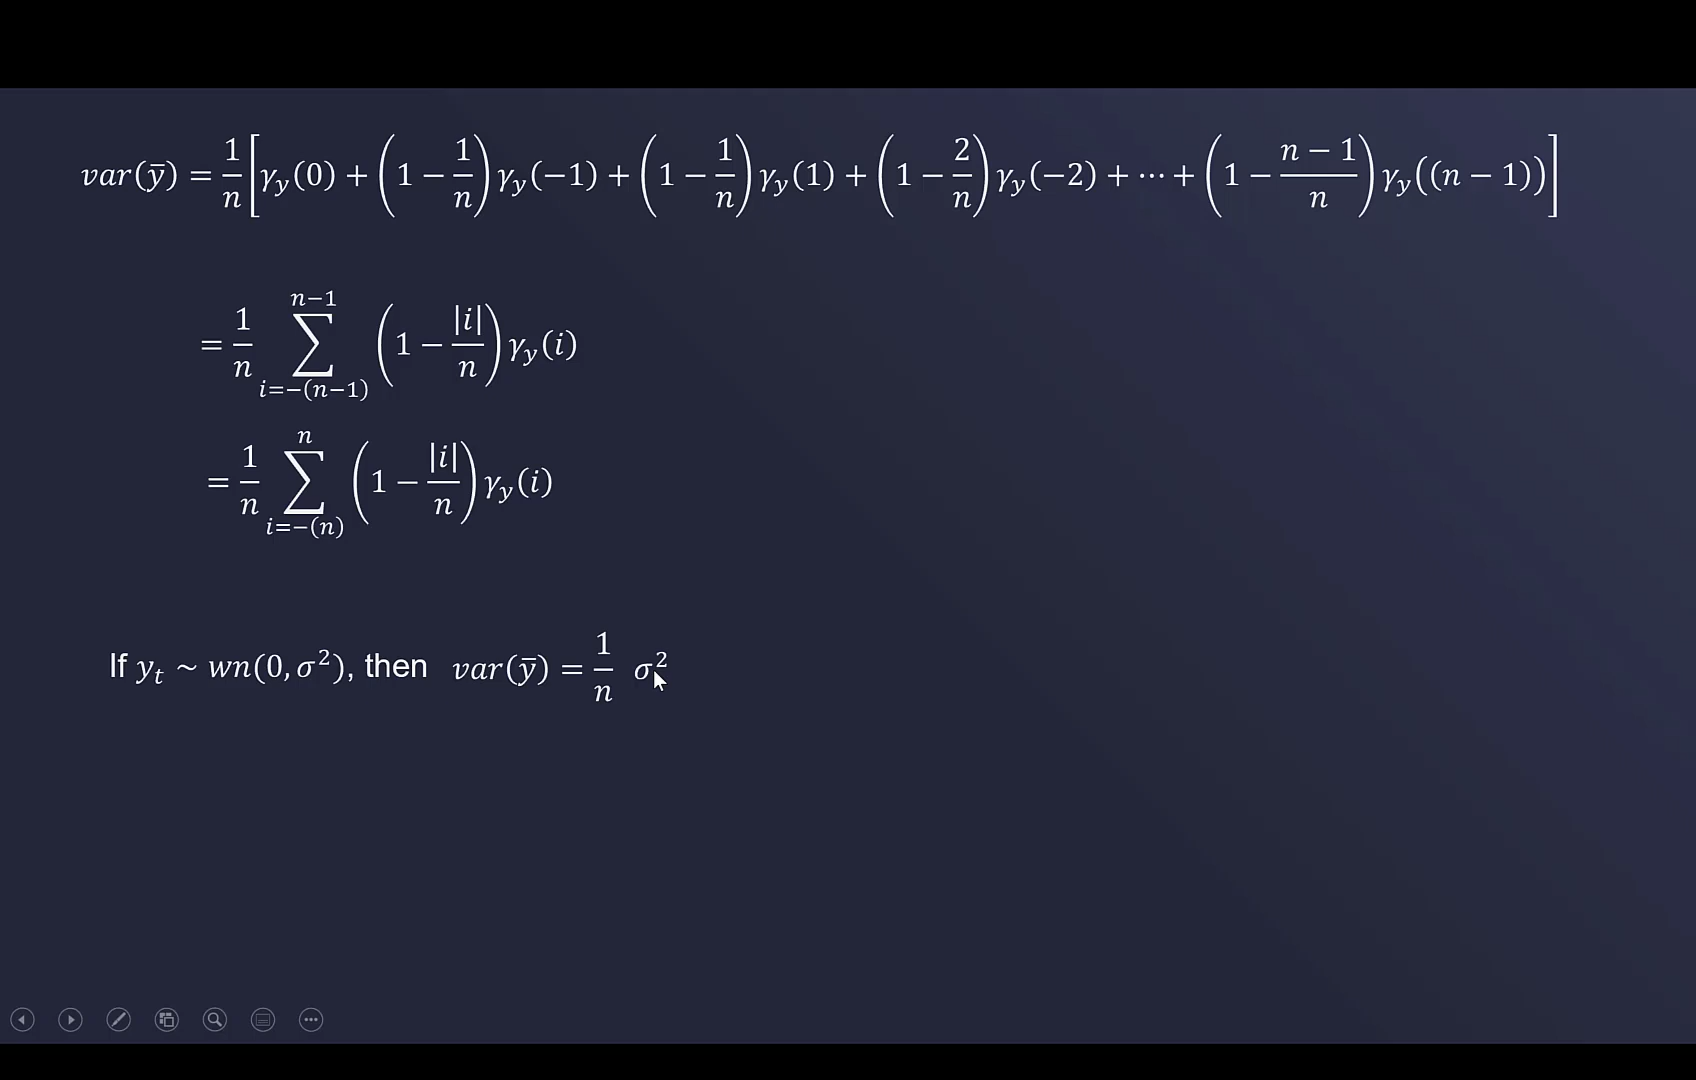 var(ȳ) = 1/n [γ_y(0) + (1 − 1/n) γ_y(−1) + (1 − 1/n) γ_y(1) + (1 − 2/n) γ_y(−2) + ⋯ + (1 − (n − 1)/n) γ_y((n − 1))]
= 1/n ∑_{i=−(n−1)}^{n−1} (1 − |i|/n) γ_y(i)
= 1/n ∑_{i=−(n)}^{n} (1 − |i|/n) γ_y(i)
If y_t ~ wn(0, σ²), then var(ȳ) = 1/n σ²